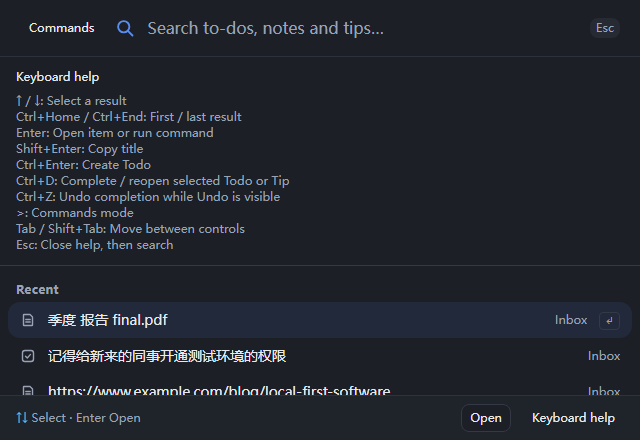 Commands Search to-dos, notes and tips... Esc
Keyboard help
↑ / ↓: Select a result
Ctrl+Home / Ctrl+End: First / last result
Enter: Open item or run command
Shift+Enter: Copy title
Ctrl+Enter: Create Todo
Ctrl+D: Complete / reopen selected Todo or Tip
Ctrl+Z: Undo completion while Undo is visible
>: Commands mode
Tab / Shift+Tab: Move between controls
Esc: Close help, then search
Recent
季度 报告 final.pdf Inbox ↵
记得给新来的同事开通测试环境的权限 Inbox
https://www.example.com/blog/local-first-software Inbox
↑↓ Select · Enter Open Open Keyboard help